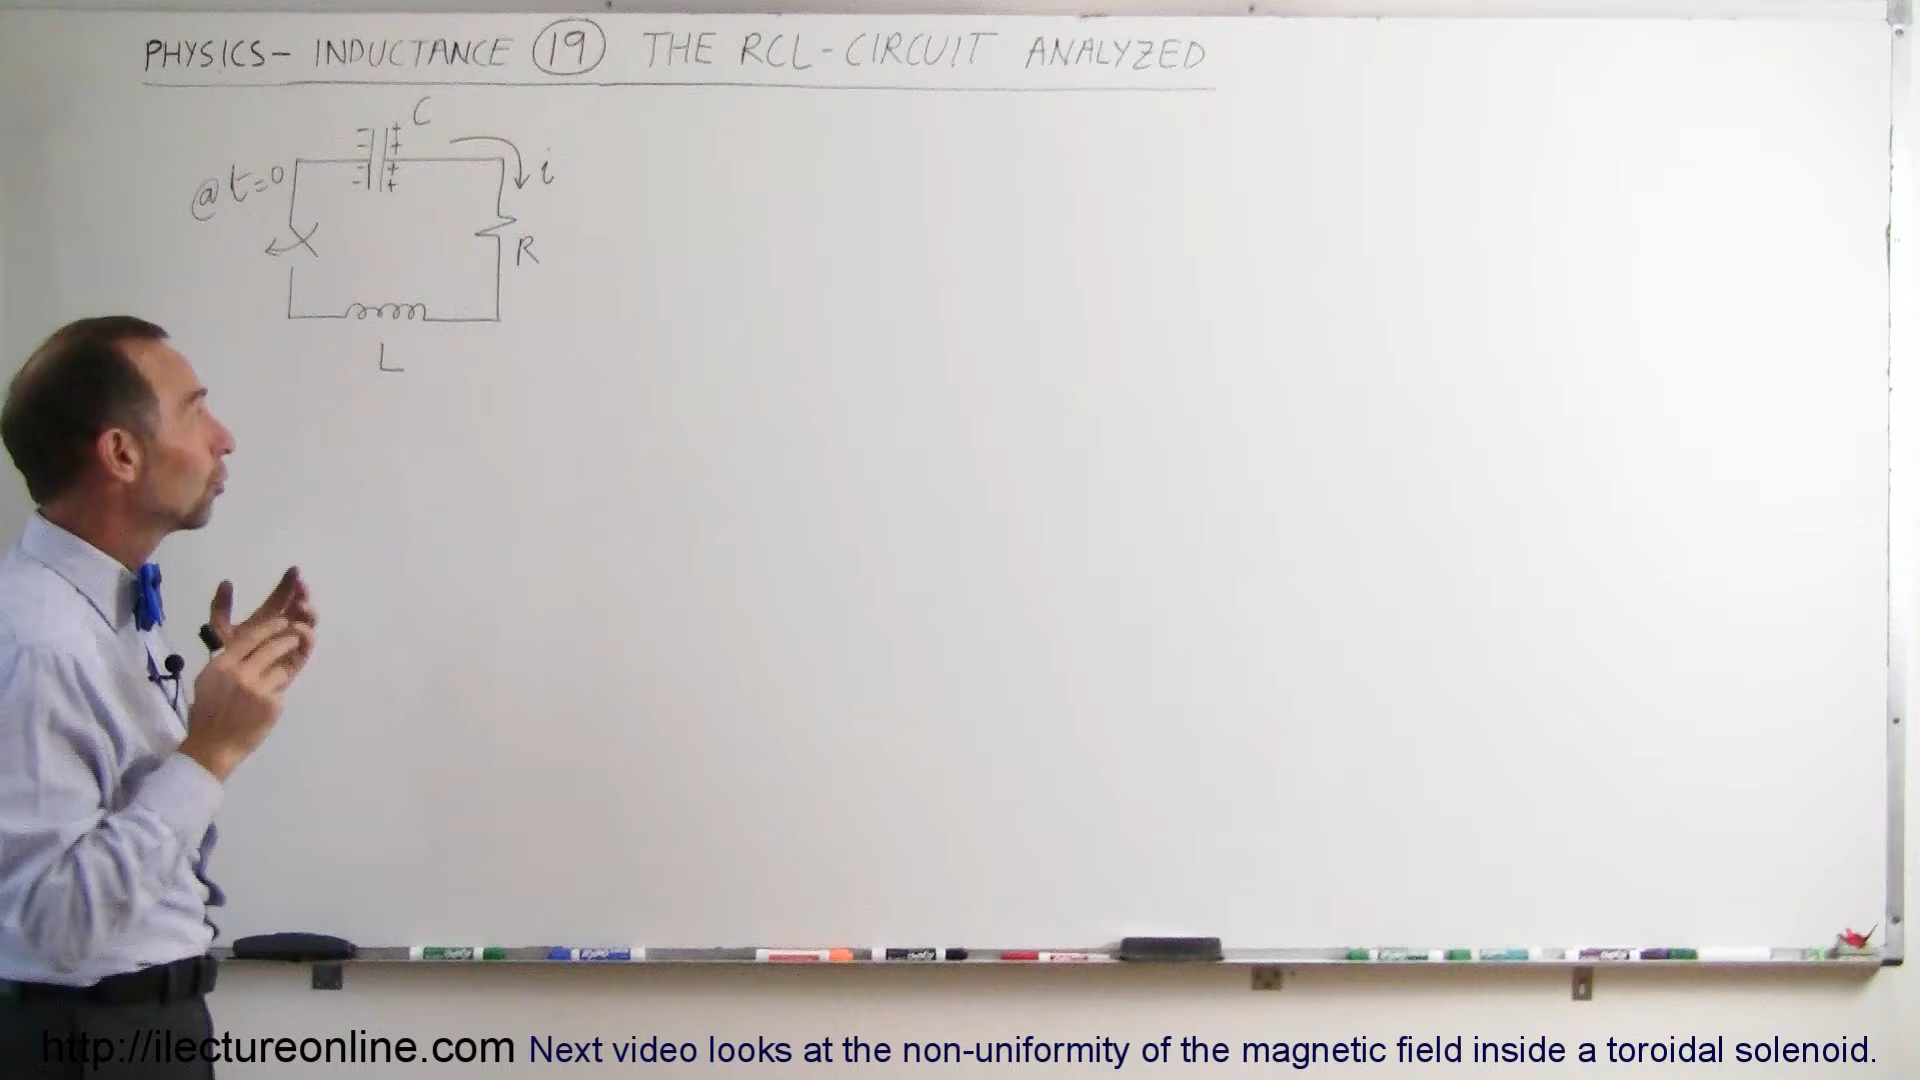 PHYSICS- INDUCTANCE 19 THE RCL-CIRCUIT ANALYZED
C
@ t=0
i
R
L
http://ilectureonline.com Next video looks at the non-uniformity of the magnetic field inside a toroidal solenoid.